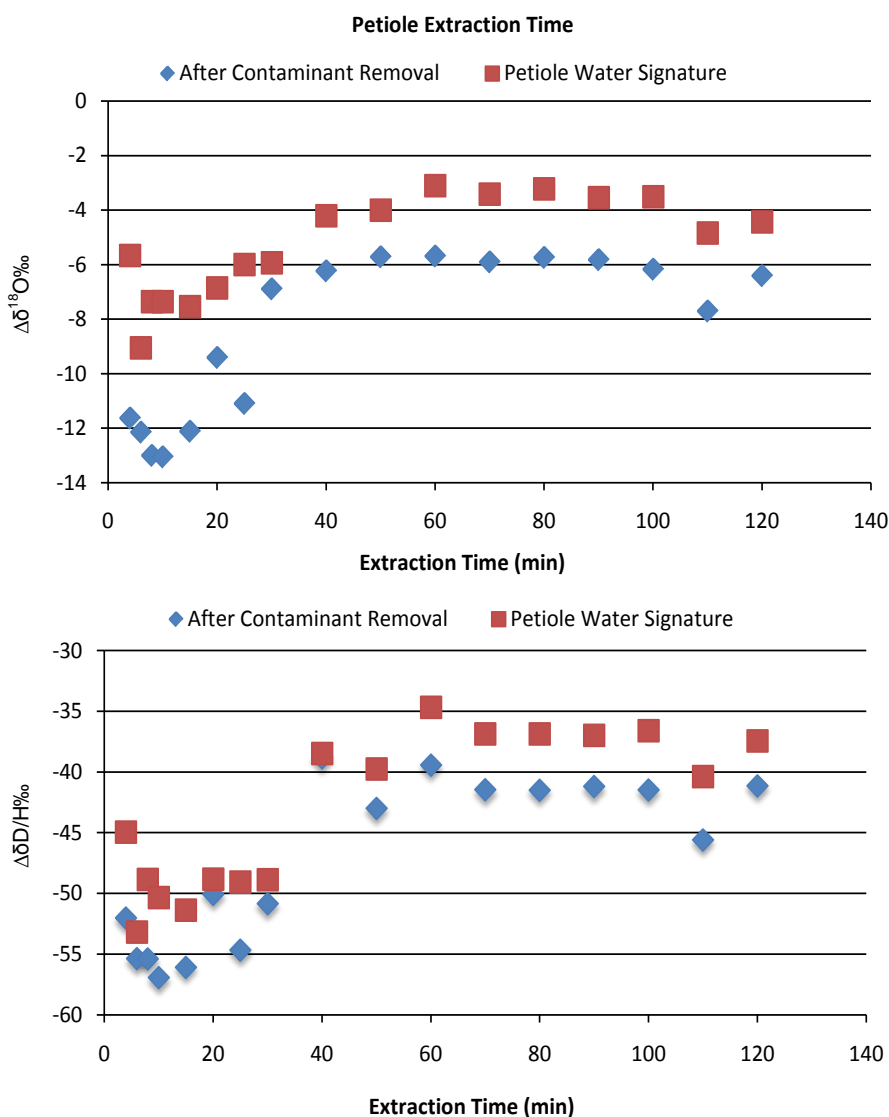 Petiole Extraction Time
After Contaminant Removal Petiole Water Signature
0
-2
-4
-6
-8
-10
-12
-14
Δδ¹⁸O‰
0 20 40 60 80 100 120 140
Extraction Time (min)
After Contaminant Removal Petiole Water Signature
-30
-35
-40
-45
-50
-55
-60
ΔδD/H‰
0 20 40 60 80 100 120 140
Extraction Time (min)